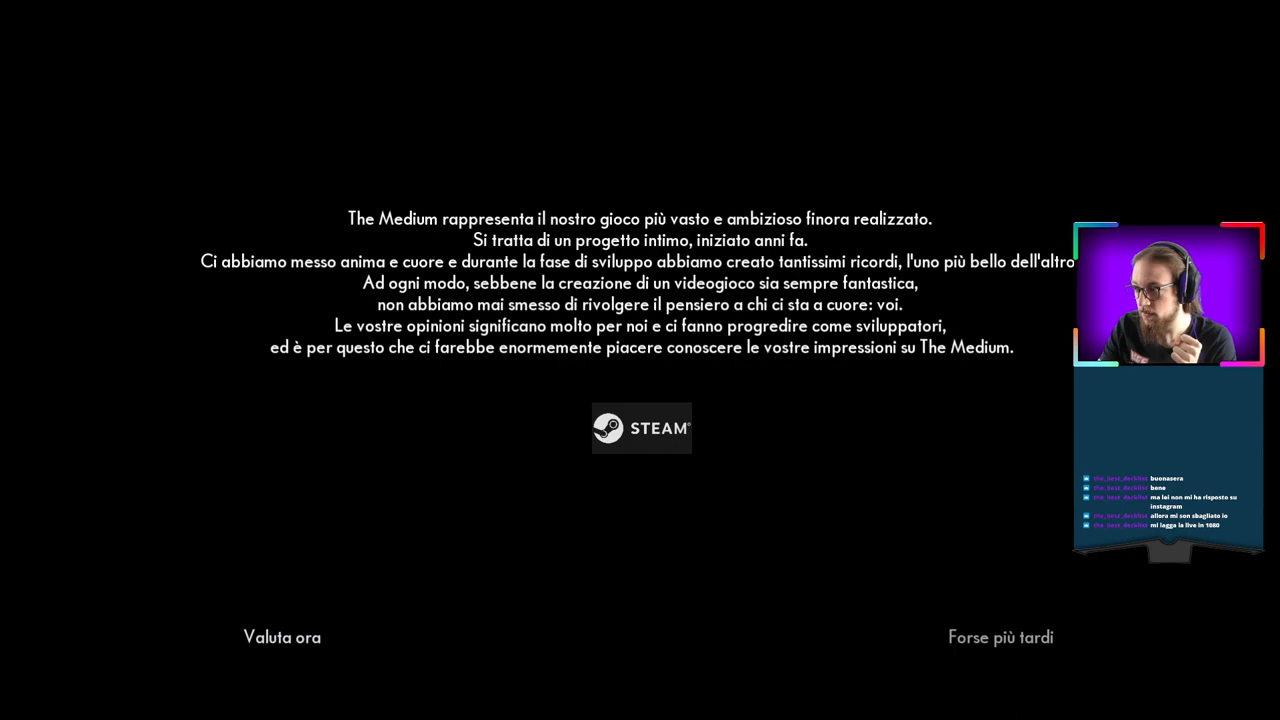 The Medium rappresenta il nostro gioco più vasto e ambizioso finora realizzato.
Si tratta di un progetto intimo, iniziato anni fa.
Ci abbiamo messo anima e cuore e durante la fase di sviluppo abbiamo creato tantissimi ricordi, l'uno più bello dell'altro
Ad ogni modo, sebbene la creazione di un videogioco sia sempre fantastica,
non abbiamo mai smesso di rivolgere il pensiero a chi ci sta a cuore: voi.
Le vostre opinioni significano molto per noi e ci fanno progredire come sviluppatori,
ed è per questo che ci farebbe enormemente piacere conoscere le vostre impressioni su The Medium.
STEAM®
Valuta ora
Forse più tardi
the_best_decklist buonasera
the_best_decklist bene
the_best_decklist ma lei non mi ha risposto su
instagram
the_best_decklist allora mi son sbagliato io
the_best_decklist mi lagga la live in 1080